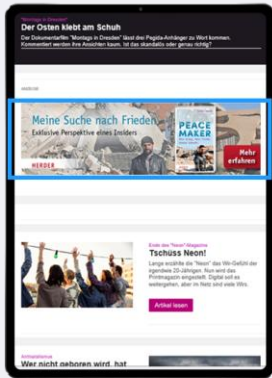 "Montags in Dresden"
Der Osten klebt am Schuh
Der Dokumentarfilm "Montags in Dresden" lässt drei Pegida-Anhänger zu Wort kommen.
Kommentiert werden ihre Ansichten kaum. Ist das skandalös oder genau richtig?
ANZEIGE
Meine Suche nach Frieden
Exklusive Perspektive eines Insiders
HERDER
PEACE
MAKER
Mehr
erfahren
Ende des "Neon" Magazins
Tschüss Neon!
Lange erzählte die "Neon" das Wir-Gefühl der
irgendwie 20-Jährigen. Nun wird das
Printmagazin eingestellt. Digital soll es
weitergehen, aber im Netz sind viele Wirs.
Artikel lesen
Antinatalismus
Wer nicht geboren wird, hat